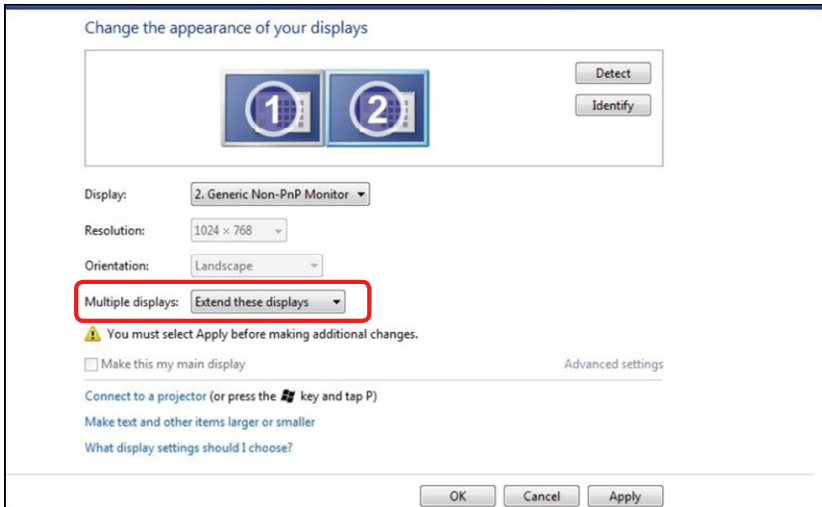 Change the appearance of your displays
1
2
Detect
Identify
Display:
2. Generic Non-PnP Monitor
Resolution:
1024 × 768
Orientation:
Landscape
Multiple displays:
Extend these displays
You must select Apply before making additional changes.
Make this my main display
Advanced settings
Connect to a projector (or press the key and tap P)
Make text and other items larger or smaller
What display settings should I choose?
OK
Cancel
Apply